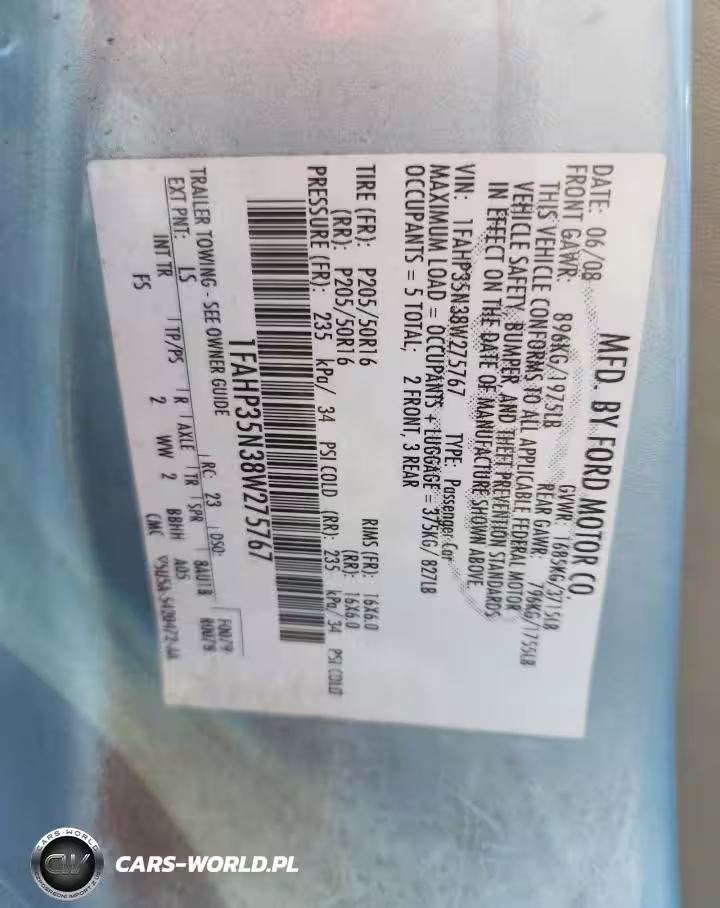 MFD. BY FORD MOTOR CO.
DATE: 06/08 GVWR: 1685KG/3715LB
FRONT GAWR: 896KG/1975LB REAR GAWR: 796KG/1755LB
THIS VEHICLE CONFORMS TO ALL APPLICABLE FEDERAL MOTOR
VEHICLE SAFETY, BUMPER, AND THEFT PREVENTION STANDARDS
IN EFFECT ON THE DATE OF MANUFACTURE SHOWN ABOVE.
VIN: 1FAHP35N38W275767 TYPE: Passenger Car
MAXIMUM LOAD = OCCUPANTS + LUGGAGE = 375KG/ 827LB
OCCUPANTS = 5 TOTAL; 2 FRONT, 3 REAR
TIRE (FR): P205/50R16 RIMS (FR): 16X6.0
(RR): P205/50R16 (RR): 16X6.0
PRESSURE (FR): 235 kPa/ 34 PSI COLD (RR): 235 kPa/ 34 PSI COLD
1FAHP35N38W275767
TRAILER TOWING - SEE OWNER GUIDE
EXT PNT: LS RC: 23 DSO:
INT TR TP/PS R AXLE TR SPR
FS 2 WW 2 BBHH AOS
CARS-WORLD
CW
CARS-WORLD.PL